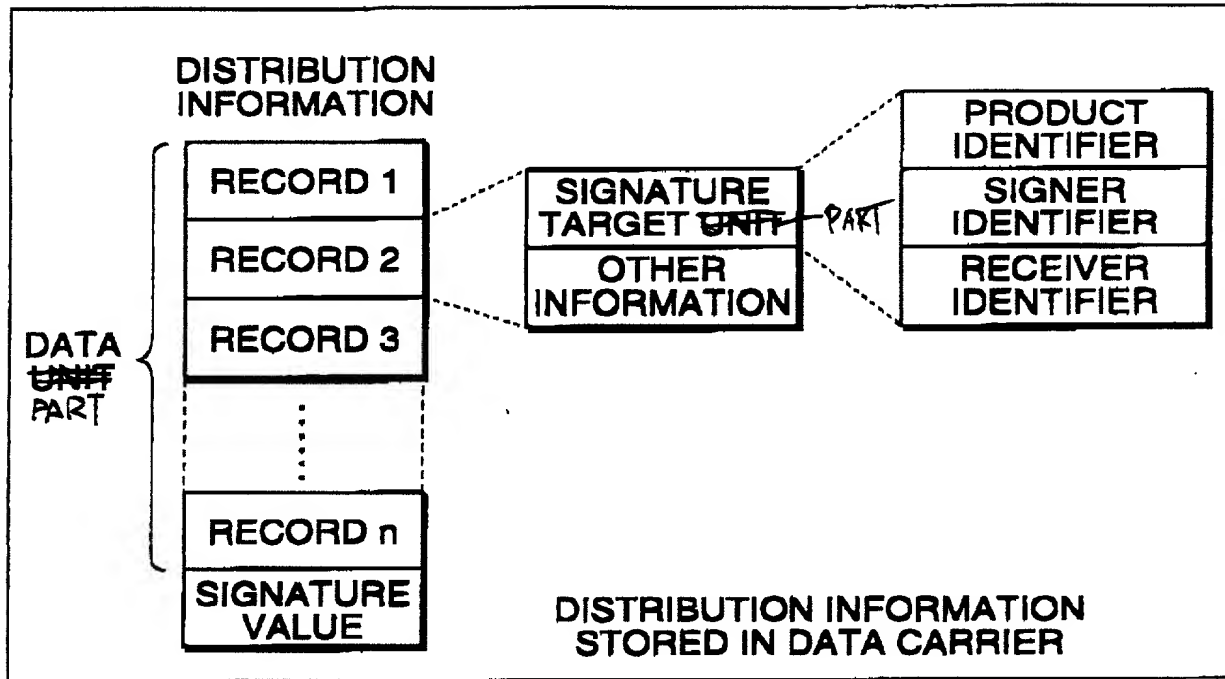 DISTRIBUTION
INFORMATION
RECORD 1
RECORD 2
RECORD 3
RECORD n
SIGNATURE
VALUE
DATA
UNIT
PART
SIGNATURE
TARGET UNIT PART
OTHER
INFORMATION
PRODUCT
IDENTIFIER
SIGNER
IDENTIFIER
RECEIVER
IDENTIFIER
DISTRIBUTION INFORMATION
STORED IN DATA CARRIER